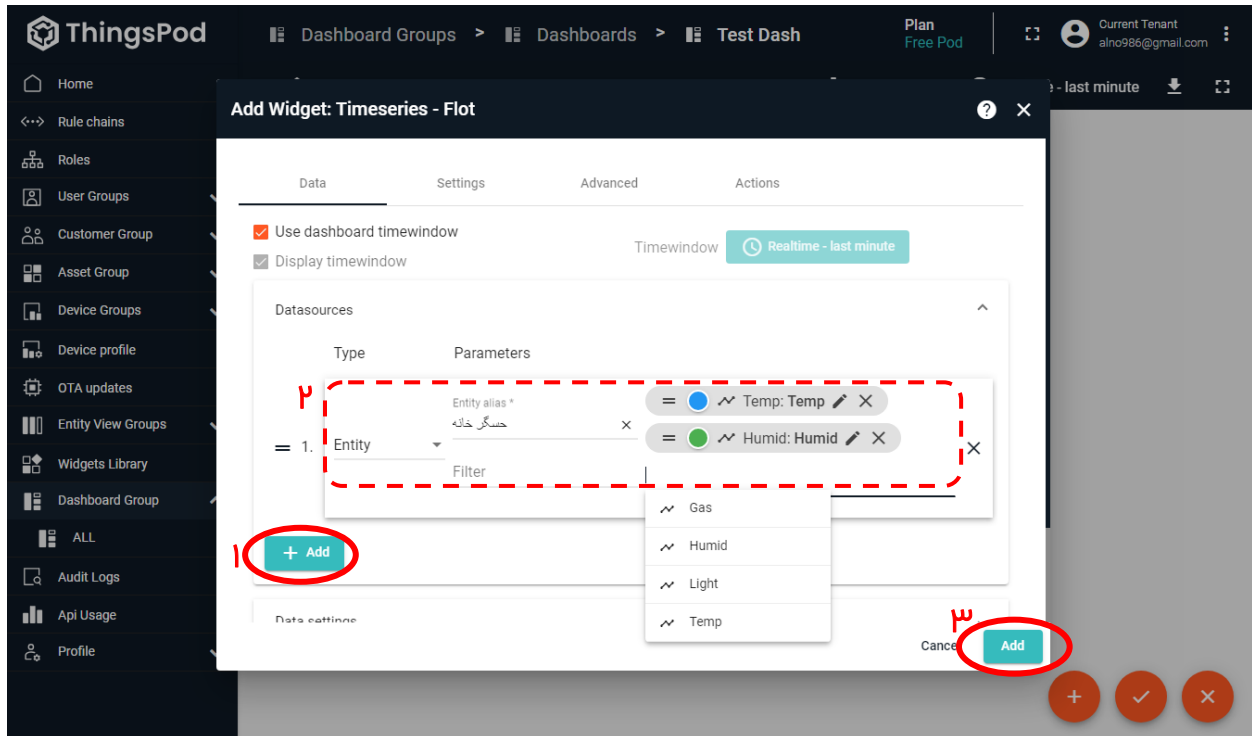 ThingsPod
Dashboard Groups > Dashboards > Test Dash
Plan
Free Pod
Current Tenant
alno986@gmail.com
- last minute
Home
Rule chains
Roles
User Groups
Customer Group
Asset Group
Device Groups
Device profile
OTA updates
Entity View Groups
Widgets Library
Dashboard Group
ALL
Audit Logs
Api Usage
Profile
Add Widget: Timeseries - Flot
Data Settings Advanced Actions
Use dashboard timewindow
Display timewindow
Timewindow Realtime - last minute
Datasources
Type Parameters
۲
1. Entity
Entity alias *
حسگر خانه
Filter
Temp: Temp
Humid: Humid
Gas
Humid
Light
Temp
۱
+ Add
Data settings
۳
Cance
Add